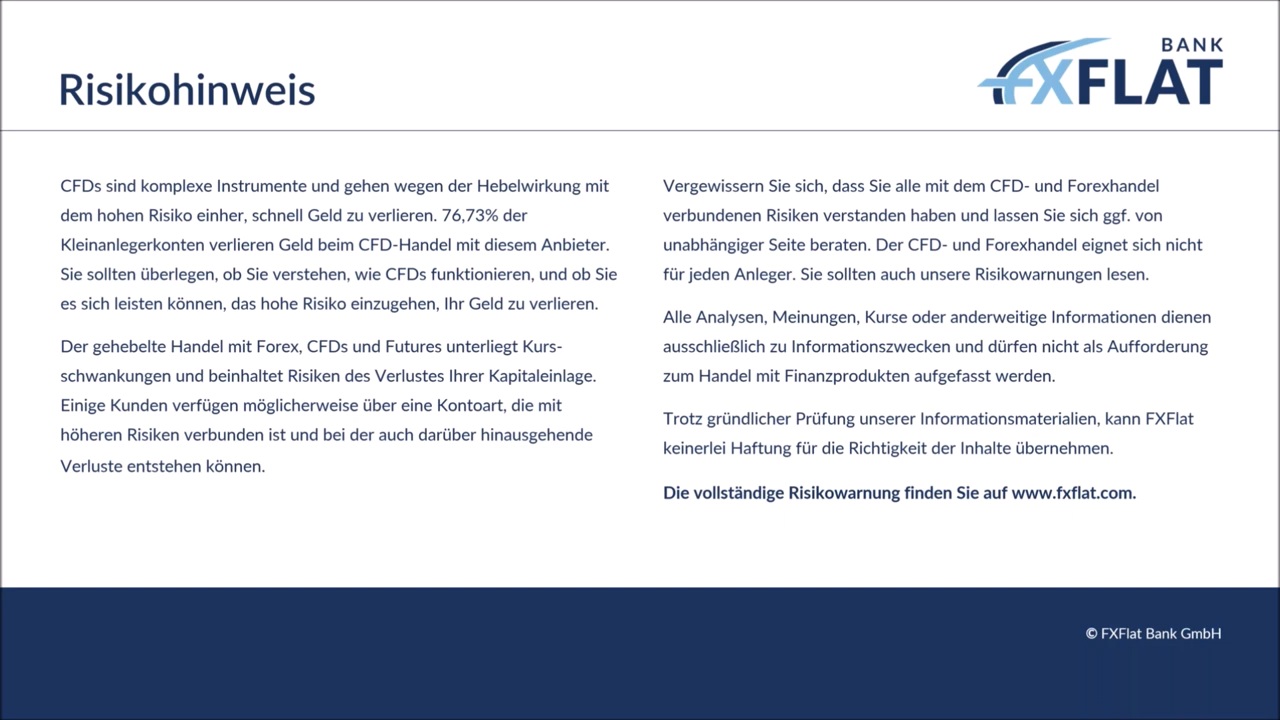 Risikohinweis
BANK
FXFLAT
CFDs sind komplexe Instrumente und gehen wegen der Hebelwirkung mit
dem hohen Risiko einher, schnell Geld zu verlieren. 76,73% der
Kleinanlegerkonten verlieren Geld beim CFD-Handel mit diesem Anbieter.
Sie sollten überlegen, ob Sie verstehen, wie CFDs funktionieren, und ob Sie
es sich leisten können, das hohe Risiko einzugehen, Ihr Geld zu verlieren.
Der gehebelte Handel mit Forex, CFDs und Futures unterliegt Kurs-
schwankungen und beinhaltet Risiken des Verlustes Ihrer Kapitaleinlage.
Einige Kunden verfügen möglicherweise über eine Kontoart, die mit
höheren Risiken verbunden ist und bei der auch darüber hinausgehende
Verluste entstehen können.
Vergewissern Sie sich, dass Sie alle mit dem CFD- und Forexhandel
verbundenen Risiken verstanden haben und lassen Sie sich ggf. von
unabhängiger Seite beraten. Der CFD- und Forexhandel eignet sich nicht
für jeden Anleger. Sie sollten auch unsere Risikowarnungen lesen.
Alle Analysen, Meinungen, Kurse oder anderweitige Informationen dienen
ausschließlich zu Informationszwecken und dürfen nicht als Aufforderung
zum Handel mit Finanzprodukten aufgefasst werden.
Trotz gründlicher Prüfung unserer Informationsmaterialien, kann FXFlat
keinerlei Haftung für die Richtigkeit der Inhalte übernehmen.
Die vollständige Risikowarnung finden Sie auf www.fxflat.com.
© FXFlat Bank GmbH